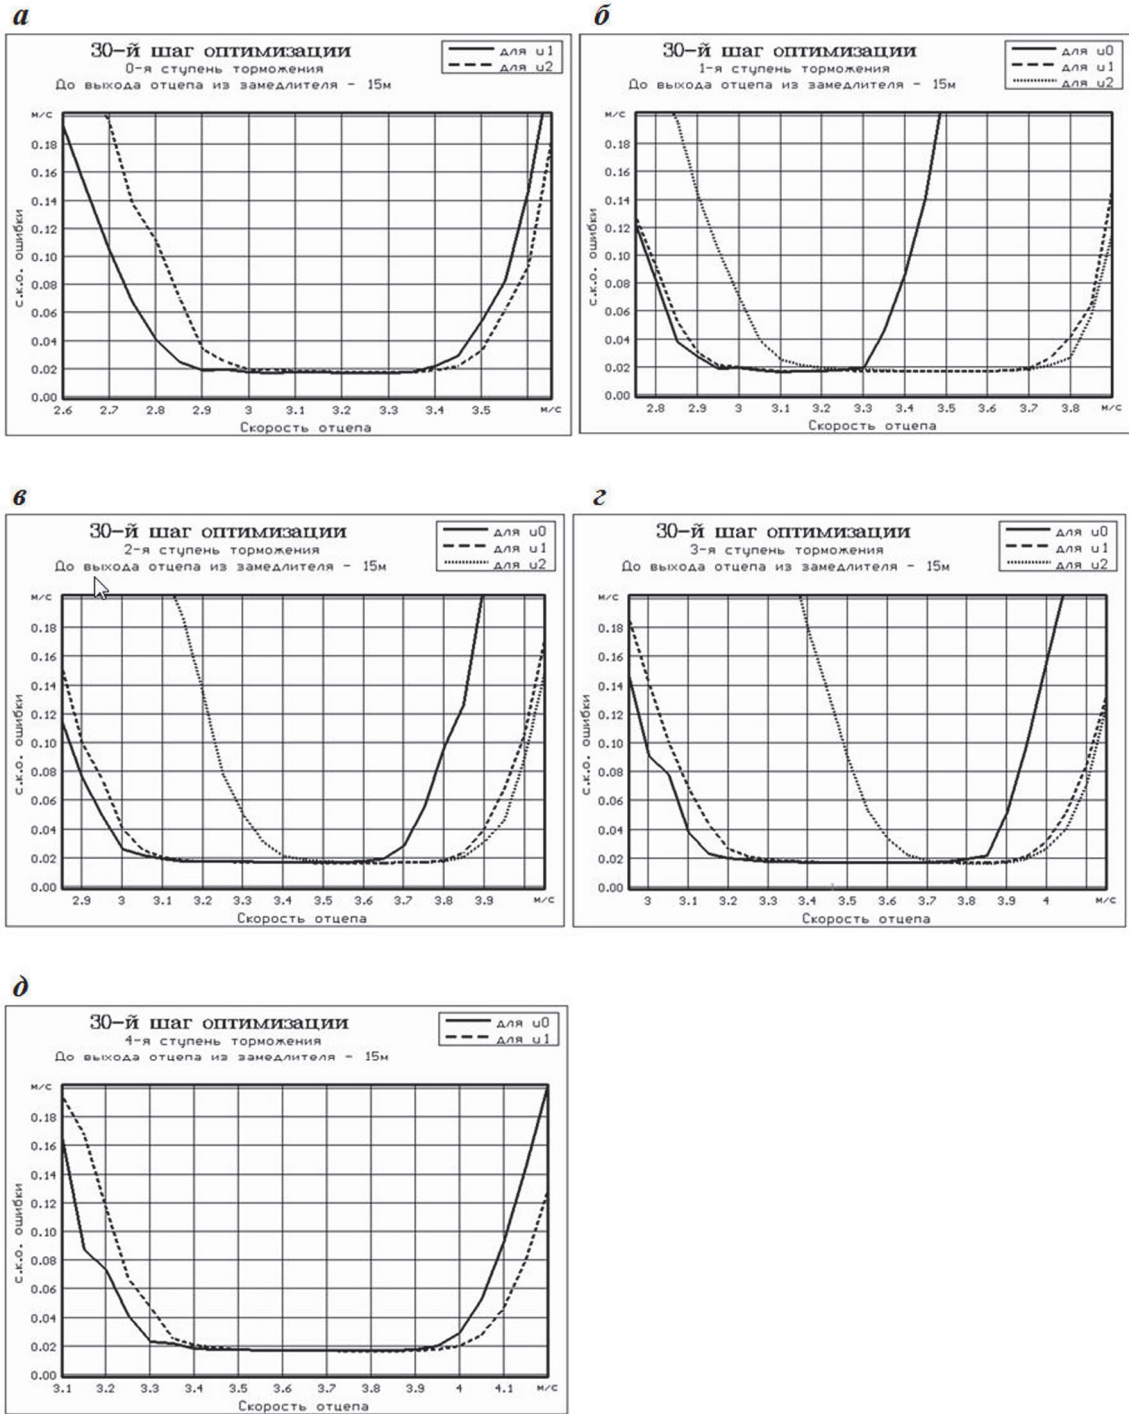 а
30-й шаг оптимизации
0-я ступень торможения
До выхода отцепа из замедлителя - 15м
для u1
для u2
м/с
0.18
0.16
0.14
0.12
0.10
0.08
0.06
0.04
0.02
0.00
с.к.о. ошибки
2.6 2.7 2.8 2.9 3 3.1 3.2 3.3 3.4 3.5 м/с
Скорость отцепа
б
30-й шаг оптимизации
1-я ступень торможения
До выхода отцепа из замедлителя - 15м
для u0
для u1
для u2
м/с
0.18
0.16
0.14
0.12
0.10
0.08
0.06
0.04
0.02
0.00
с.к.о. ошибки
2.8 2.9 3 3.1 3.2 3.3 3.4 3.5 3.6 3.7 3.8 м/с
Скорость отцепа
в
30-й шаг оптимизации
2-я ступень торможения
До выхода отцепа из замедлителя - 15м
для u0
для u1
для u2
м/с
0.18
0.16
0.14
0.12
0.10
0.08
0.06
0.04
0.02
0.00
с.к.о. ошибки
2.9 3 3.1 3.2 3.3 3.4 3.5 3.6 3.7 3.8 3.9 м/с
Скорость отцепа
г
30-й шаг оптимизации
3-я ступень торможения
До выхода отцепа из замедлителя - 15м
для u0
для u1
для u2
м/с
0.18
0.16
0.14
0.12
0.10
0.08
0.06
0.04
0.02
0.00
с.к.о. ошибки
3 3.1 3.2 3.3 3.4 3.5 3.6 3.7 3.8 3.9 4 м/с
Скорость отцепа
д
30-й шаг оптимизации
4-я ступень торможения
До выхода отцепа из замедлителя - 15м
для u0
для u1
м/с
0.18
0.16
0.14
0.12
0.10
0.08
0.06
0.04
0.02
0.00
с.к.о. ошибки
3.1 3.2 3.3 3.4 3.5 3.6 3.7 3.8 3.9 4 4.1 м/с
Скорость отцепа